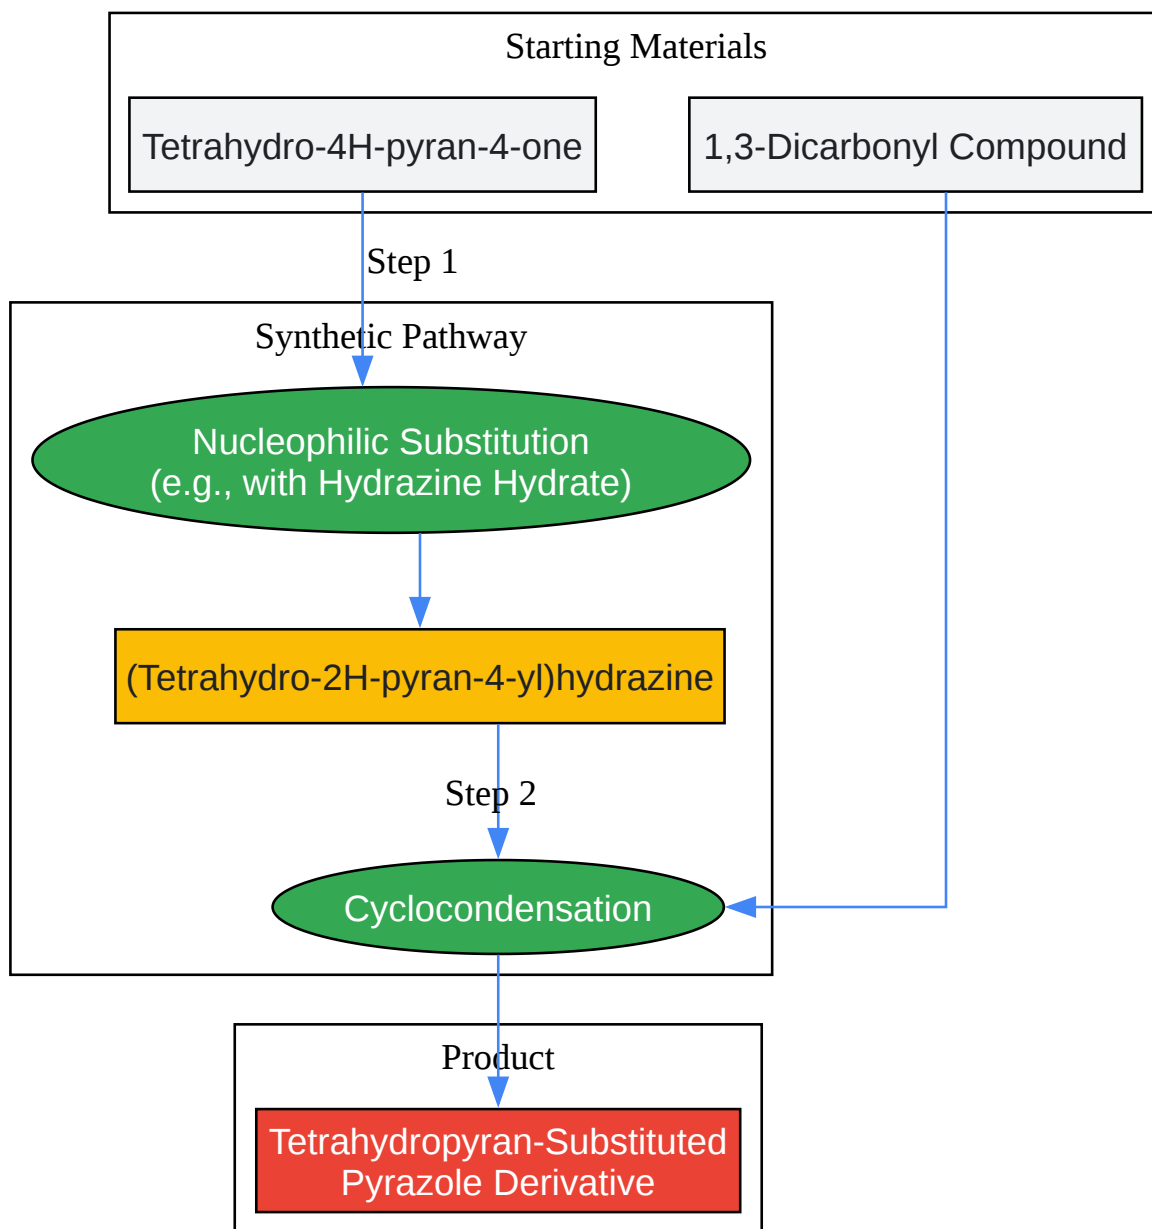 Starting Materials
Tetrahydro-4H-pyran-4-one
1,3-Dicarbonyl Compound
Step 1
Synthetic Pathway
Nucleophilic Substitution
(e.g., with Hydrazine Hydrate)
(Tetrahydro-2H-pyran-4-yl)hydrazine
Step 2
Cyclocondensation
Product
Tetrahydropyran-Substituted
Pyrazole Derivative